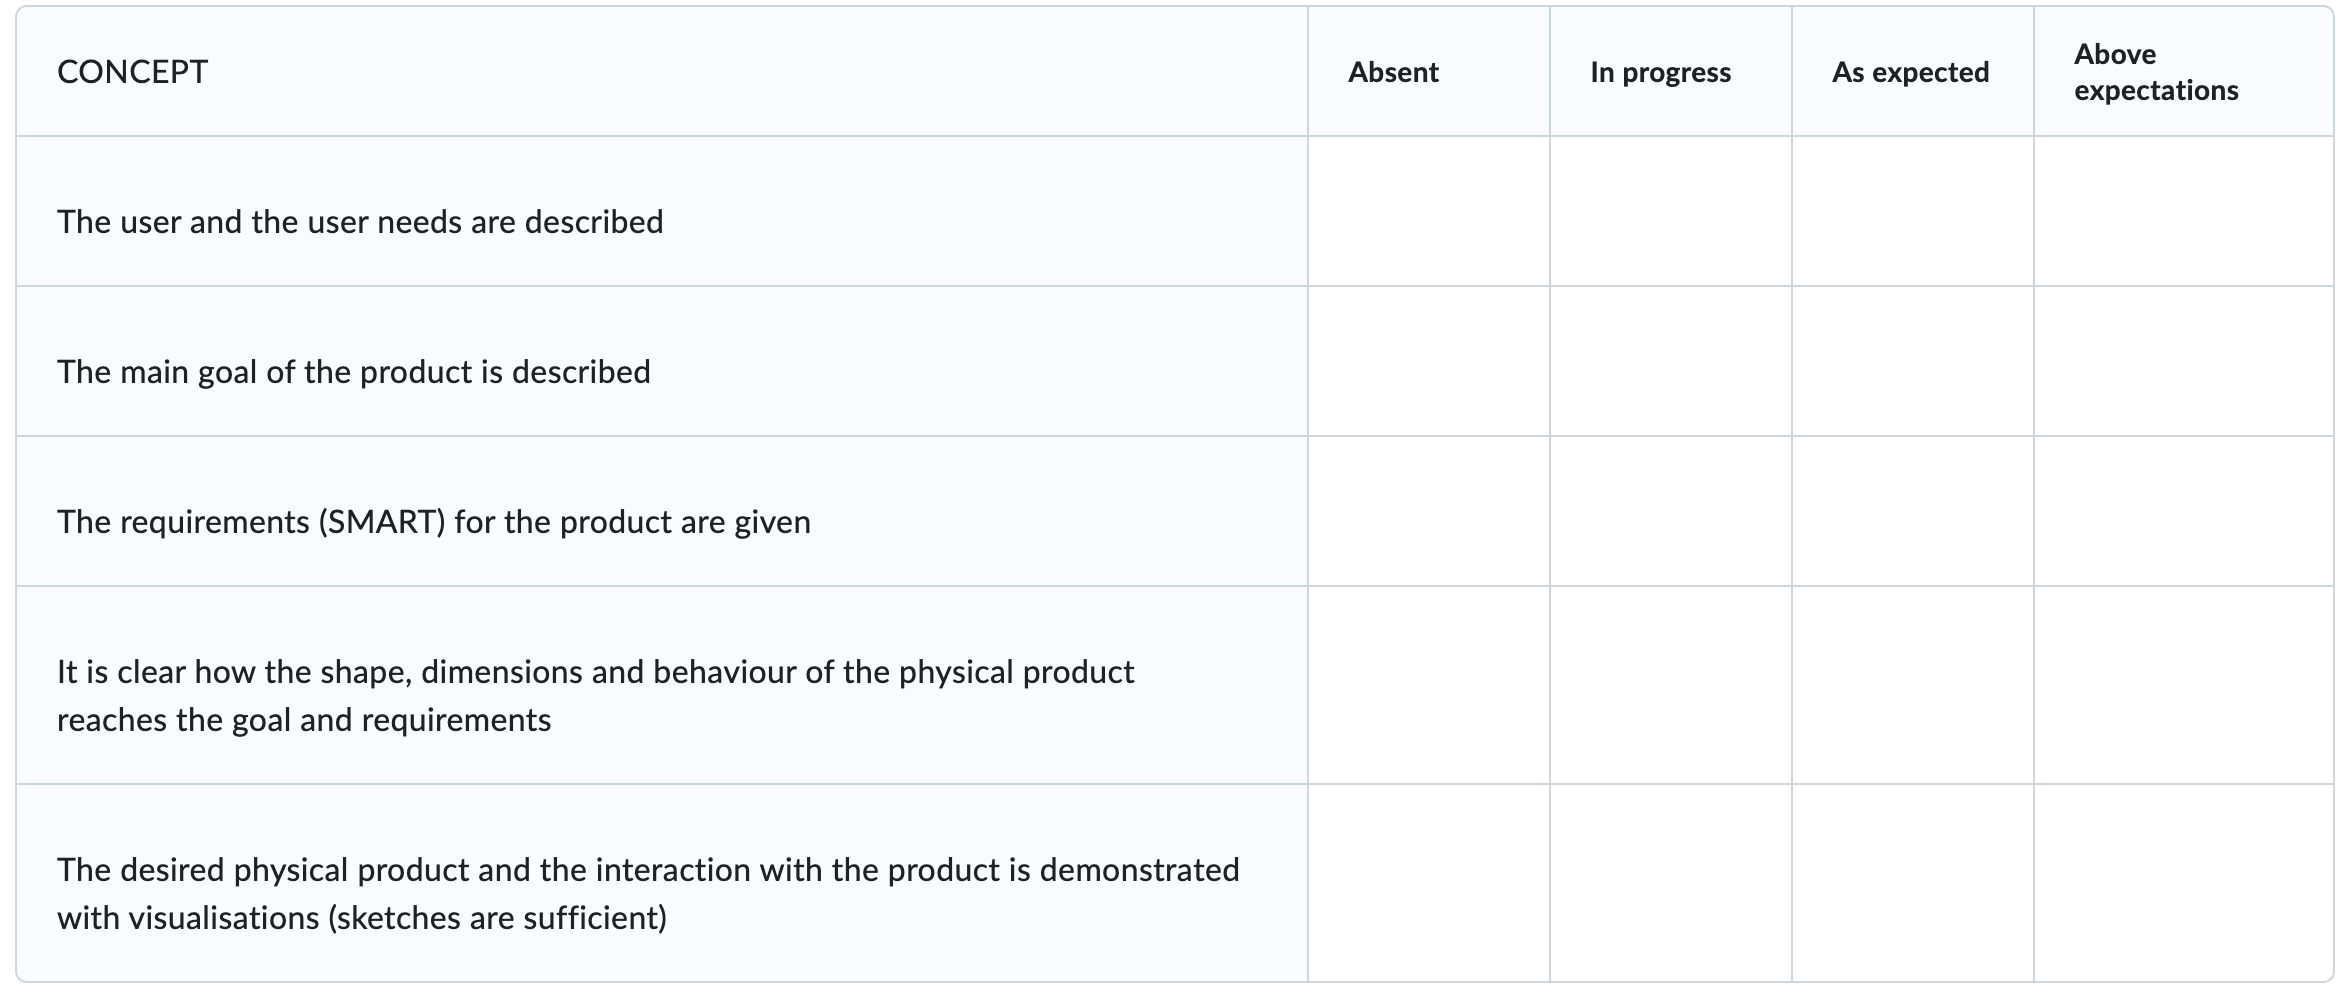 CONCEPT
Absent
In progress
As expected
Above
expectations
The user and the user needs are described
The main goal of the product is described
The requirements (SMART) for the product are given
It is clear how the shape, dimensions and behaviour of the physical product
reaches the goal and requirements
The desired physical product and the interaction with the product is demonstrated
with visualisations (sketches are sufficient)